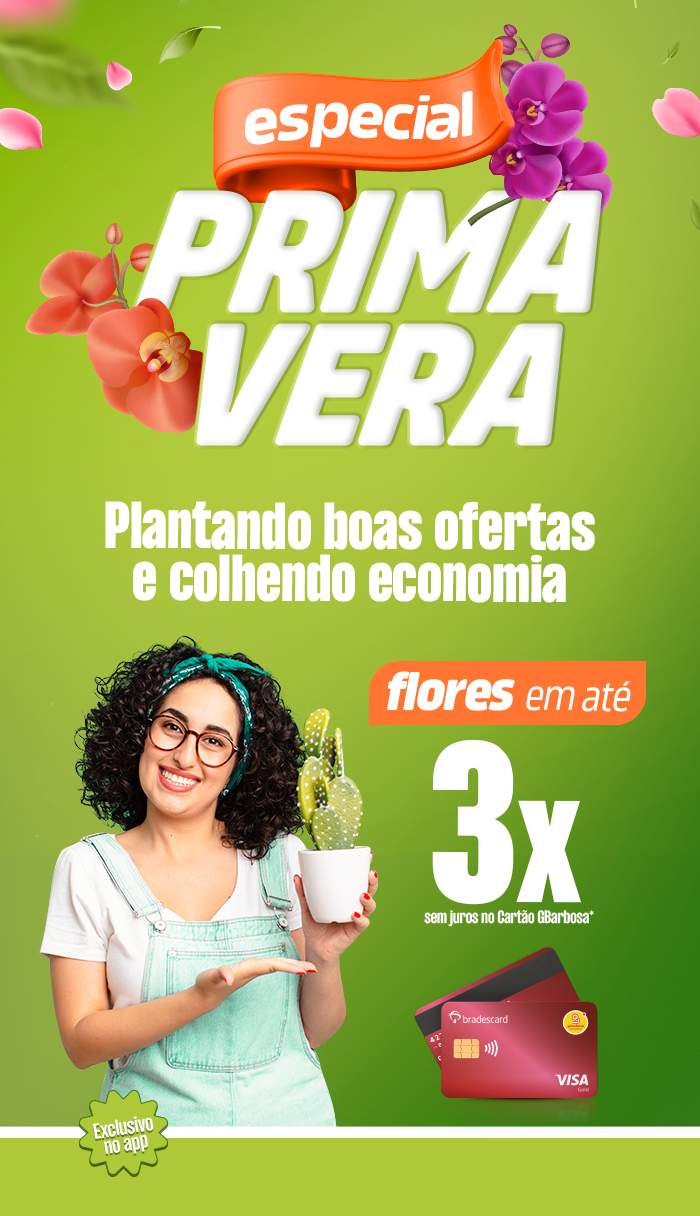 especial
PRIMA
VERA
Plantando boas ofertas
e colhendo economia
flores em até
3x
sem juros no Cartão GBarbosa*
bradescard
VISA
Gold
Exclusivo
no app